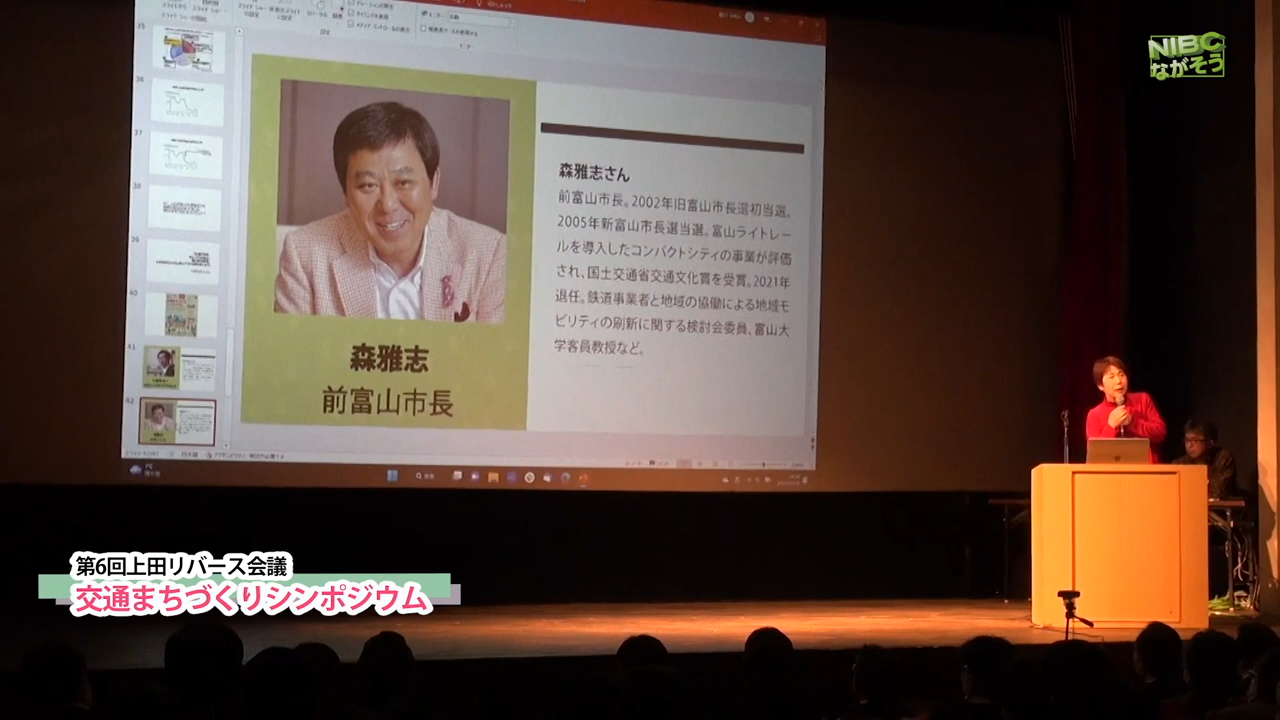 NIBC
ながそう
35
36
37
38
39
40
41
42
森雅志さん
前富山市長。2002年旧富山市長選初当選。
2005年新富山市長選当選。富山ライトレー
ルを導入したコンパクトシティの事業が評価
され、国土交通省交通文化賞を受賞。2021年
退任。鉄道事業者と地域の協働による地域モ
ビリティの刷新に関する検討会委員、富山大
学客員教授など。
森雅志
前富山市長
第6回上田リバース会議
交通まちづくりシンポジウム